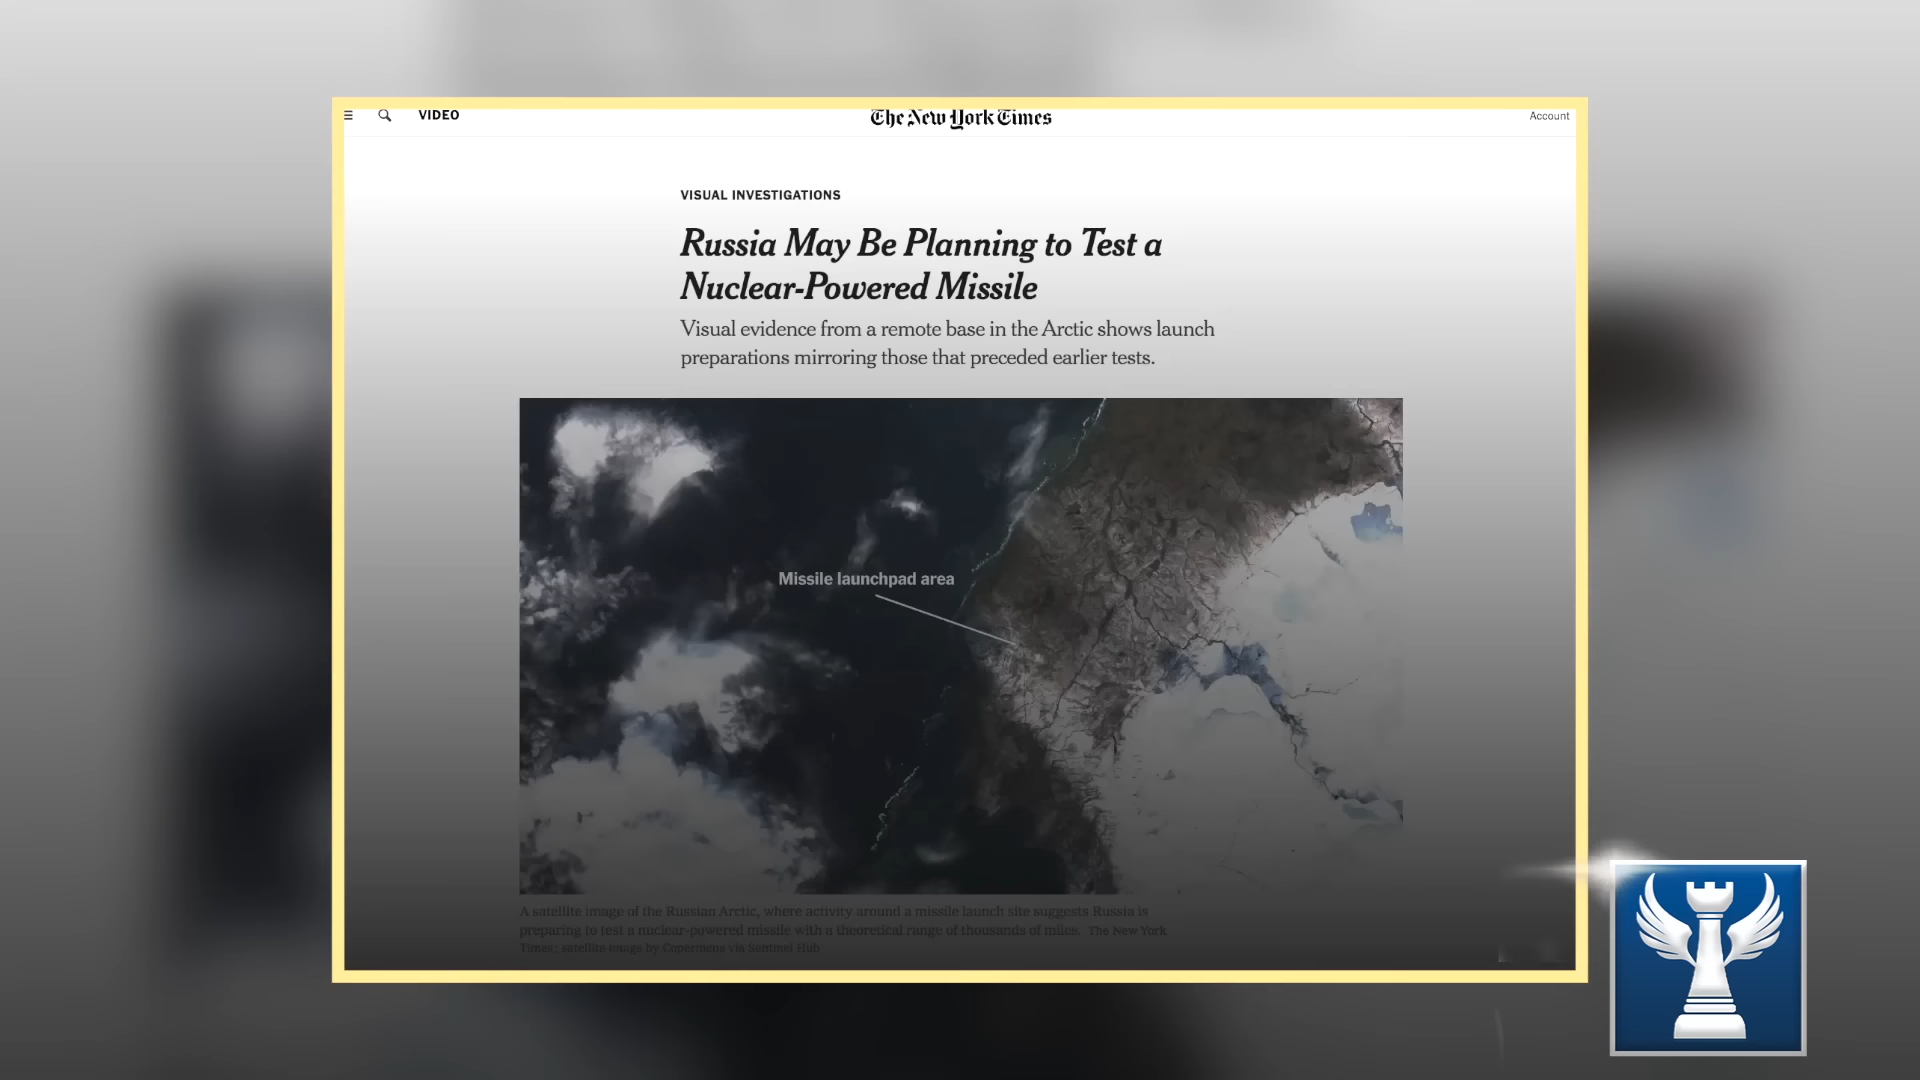 VIDEO
The New York Times
Account
VISUAL INVESTIGATIONS
Russia May Be Planning to Test a
Nuclear-Powered Missile
Visual evidence from a remote base in the Arctic shows launch
preparations mirroring those that preceded earlier tests.
Missile launchpad area
A satellite image of the Russian Arctic, where activity around a missile launch site suggests Russia is
preparing to test a nuclear-powered missile with a theoretical range of thousands of miles. The New York
Times; satellite image by Copernicus via Sentinel Hub